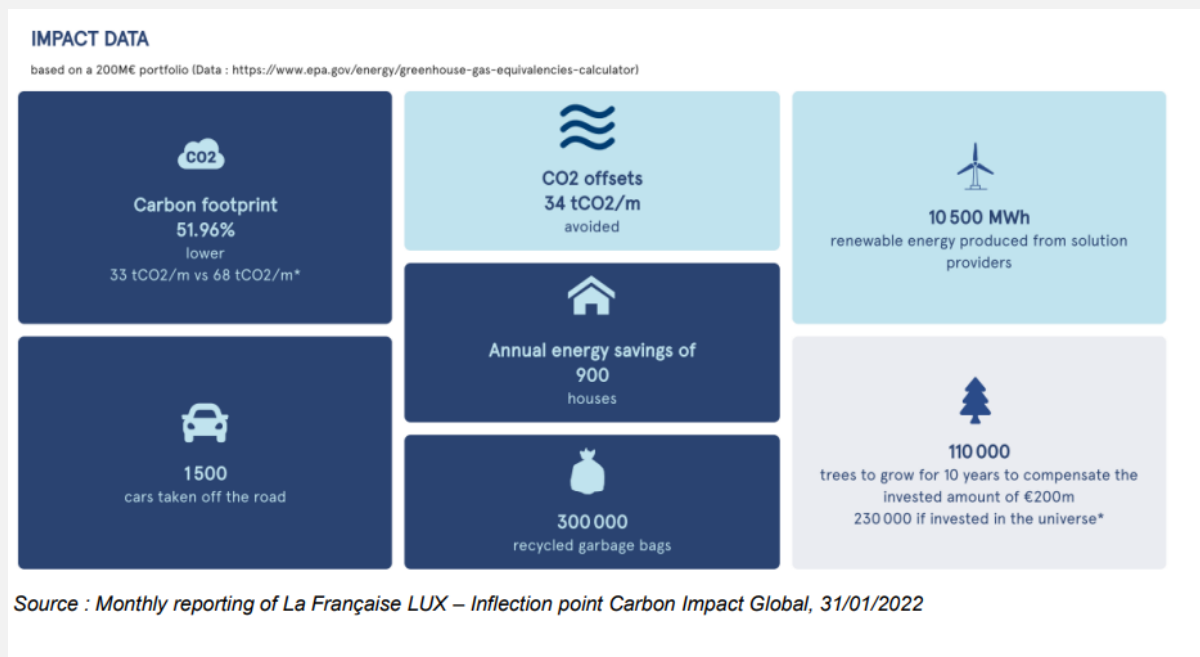 IMPACT DATA
based on a 200M€ portfolio (Data : https://www.epa.gov/energy/greenhouse-gas-equivalencies-calculator)
CO2
Carbon footprint
51.96%
lower
33 tCO2/m vs 68 tCO2/m*
CO2 offsets
34 tCO2/m
avoided
10 500 MWh
renewable energy produced from solution
providers
Annual energy savings of
900
houses
1500
cars taken off the road
300 000
recycled garbage bags
110 000
trees to grow for 10 years to compensate the
invested amount of €200m
230 000 if invested in the universe*
Source : Monthly reporting of La Française LUX – Inflection point Carbon Impact Global, 31/01/2022